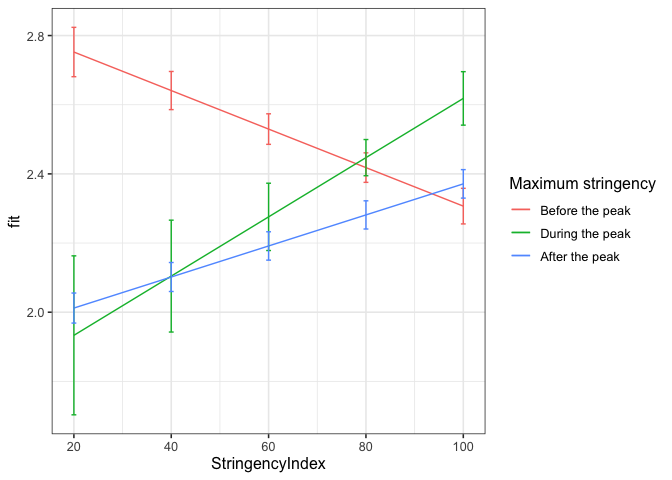 2.8
2.4
2.0
fit
20 40 60 80 100
StringencyIndex
Maximum stringency
Before the peak
During the peak
After the peak